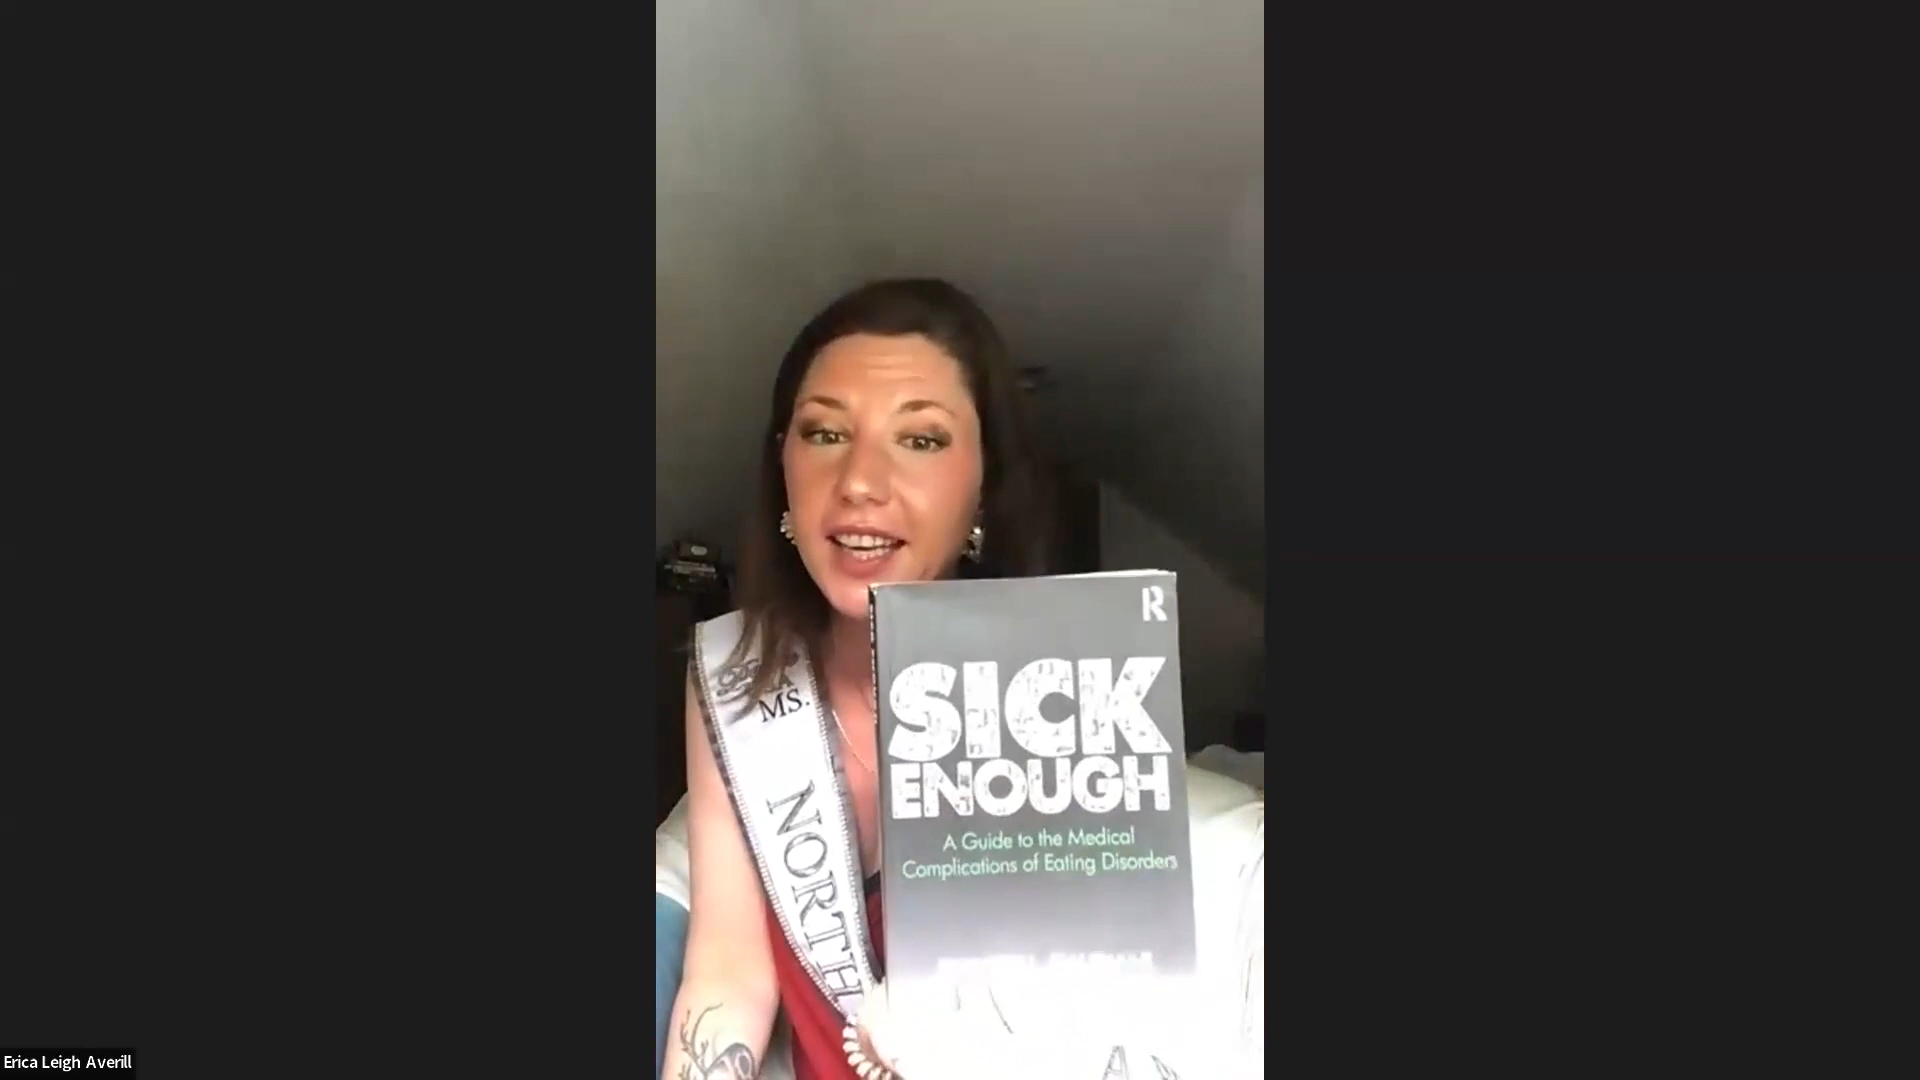 R
SICK
ENOUGH
A Guide to the Medical
Complications of Eating Disorders
MS.
NORTH
Erica Leigh Averill